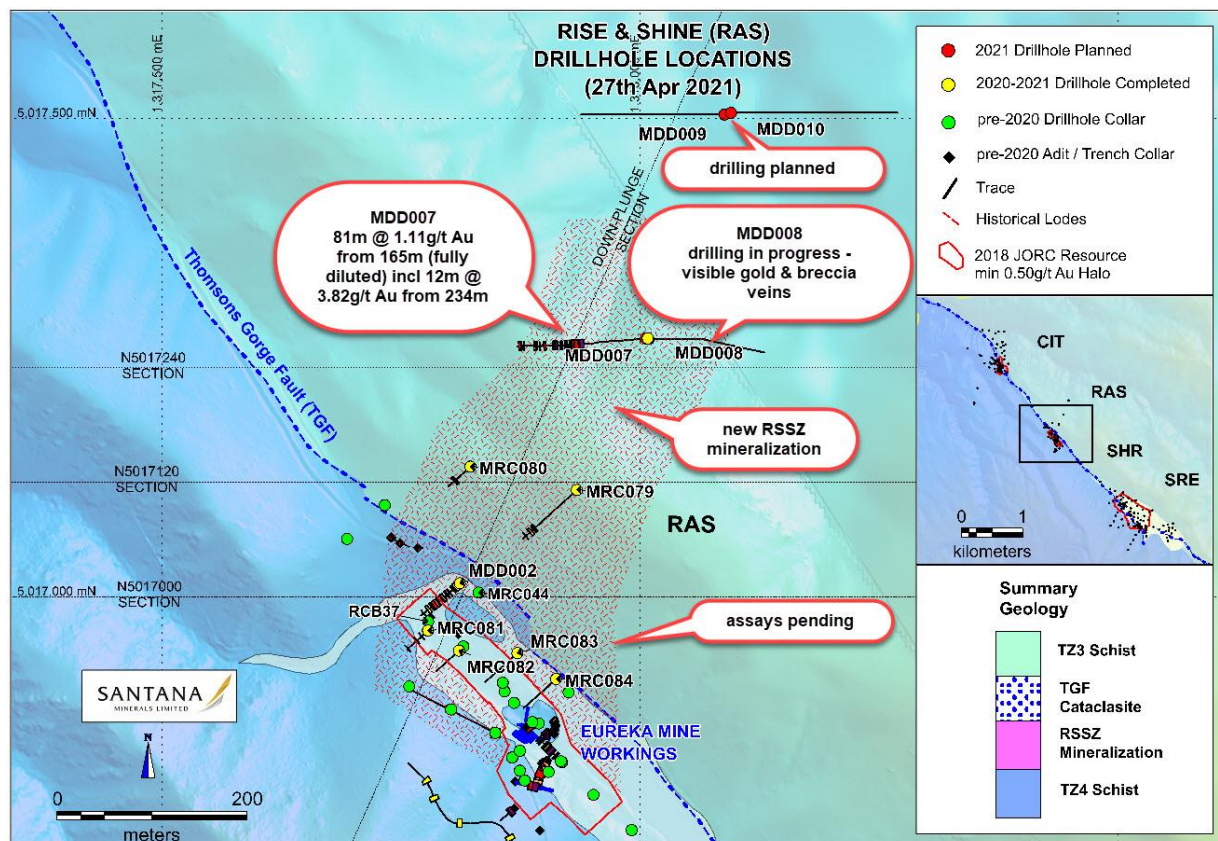 RISE & SHINE (RAS)
DRILLHOLE LOCATIONS
(27th Apr 2021)
1,317,500 mE
5,017,500 mN
MDD009
MDD010
drilling planned
DOWN-PLUNGE
SECTION
MDD007
81m @ 1.11g/t Au
from 165m (fully
diluted) incl 12m @
3.82g/t Au from 234m
MDD008
drilling in progress -
visible gold & breccia
veins
Thomsons Gorge Fault (TGF)
N5017240
SECTION
MDD007
MDD008
new RSSZ
mineralization
N5017120
SECTION
MRC080
MRC079
RAS
MDD002
5,017,000 mN
N5017000
SECTION
MRC044
RCB37
MRC081
MRC083
assays pending
MRC082
MRC084
SANTANA
MINERALS LIMITED
EUREKA MINE
WORKINGS
N
0
200
meters
2021 Drillhole Planned
2020-2021 Drillhole Completed
pre-2020 Drillhole Collar
pre-2020 Adit / Trench Collar
Trace
Historical Lodes
2018 JORC Resource
min 0.50g/t Au Halo
CIT
RAS
SHR
SRE
0 1
kilometers
Summary
Geology
TZ3 Schist
TGF
Cataclasite
RSSZ
Mineralization
TZ4 Schist